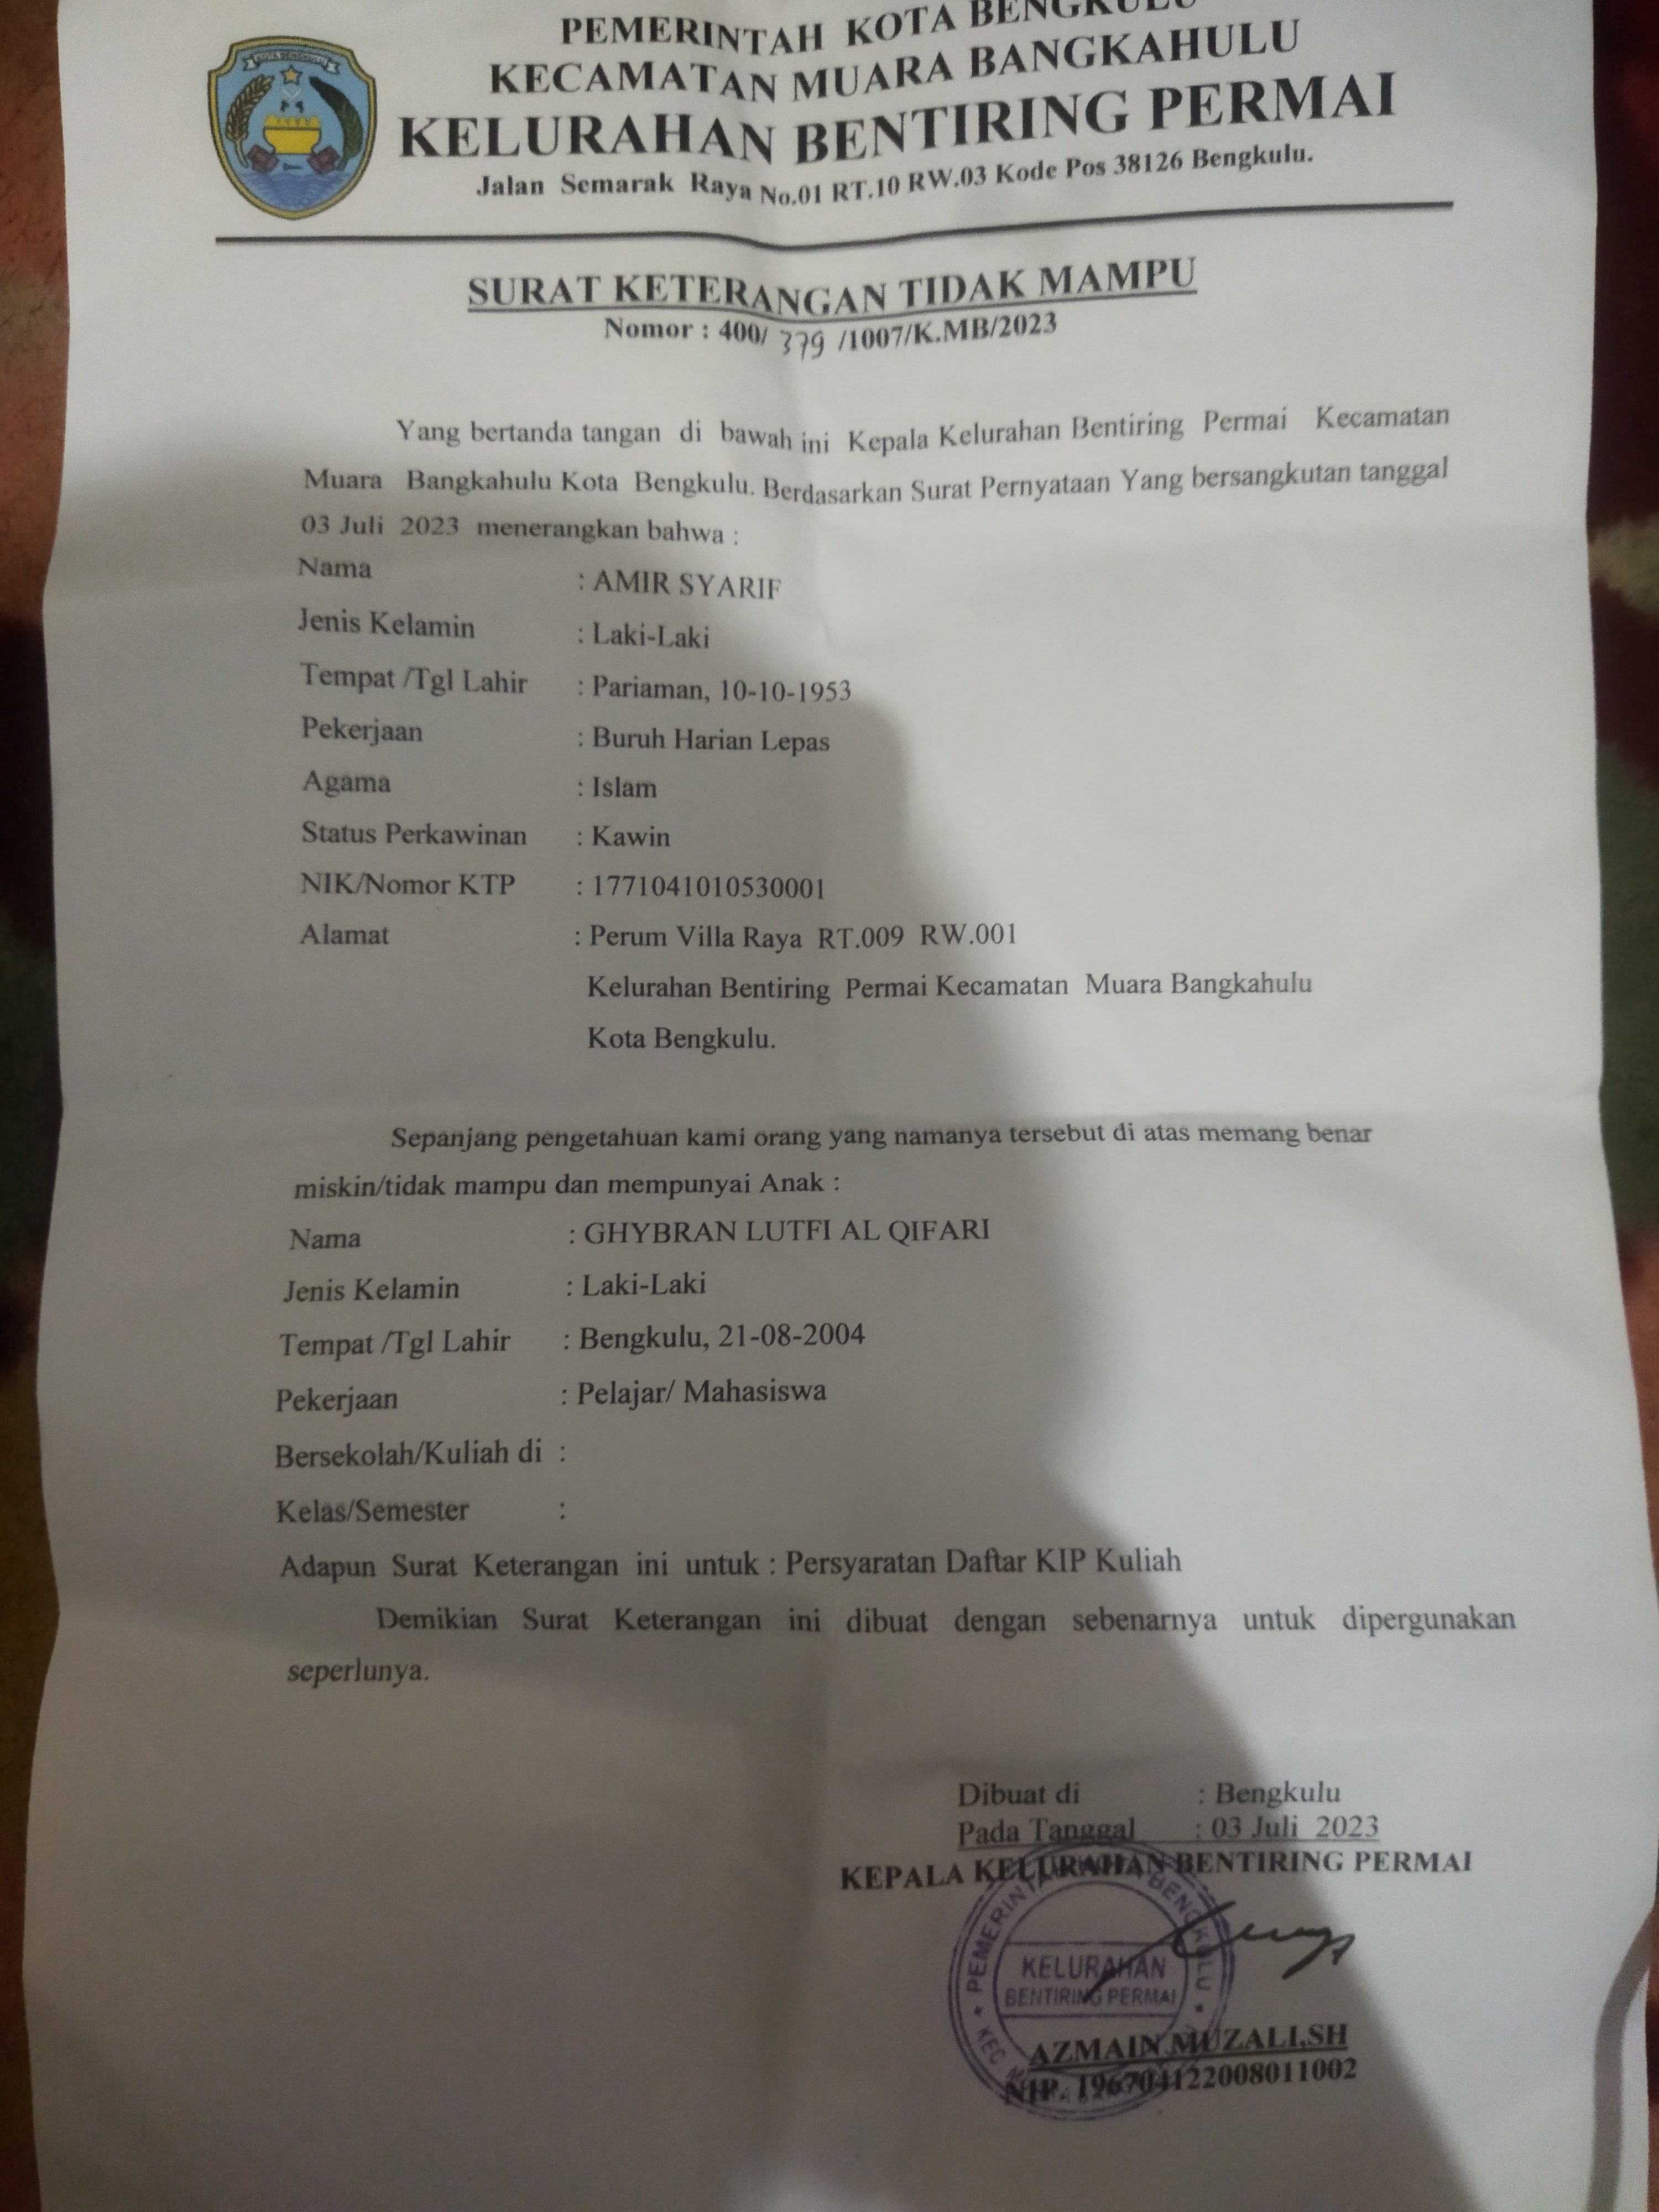 PEMERINTAH KOTA BENGKULU
KECAMATAN MUARA BANGKAHULU
KELURAHAN BENTIRING PERMAI
Jalan Semarak Raya No.01 RT.10 RW.03 Kode Pos 38126 Bengkulu.
KOTA BENGKULU
SURAT KETERANGAN TIDAK MAMPU
Nomor : 400/ 379 /1007/K.MB/2023
Yang bertanda tangan di bawah ini Kepala Kelurahan Bentiring Permai Kecamatan
Muara Bangkahulu Kota Bengkulu. Berdasarkan Surat Pernyataan Yang bersangkutan tanggal
03 Juli 2023 menerangkan bahwa :
Nama : AMIR SYARIF
Jenis Kelamin : Laki-Laki
Tempat /Tgl Lahir : Pariaman, 10-10-1953
Pekerjaan : Buruh Harian Lepas
Agama : Islam
Status Perkawinan : Kawin
NIK/Nomor KTP : 1771041010530001
Alamat : Perum Villa Raya RT.009 RW.001
Kelurahan Bentiring Permai Kecamatan Muara Bangkahulu
Kota Bengkulu.
Sepanjang pengetahuan kami orang yang namanya tersebut di atas memang benar
miskin/tidak mampu dan mempunyai Anak :
Nama : GHYBRAN LUTFI AL QIFARI
Jenis Kelamin : Laki-Laki
Tempat /Tgl Lahir : Bengkulu, 21-08-2004
Pekerjaan : Pelajar/ Mahasiswa
Bersekolah/Kuliah di :
Kelas/Semester :
Adapun Surat Keterangan ini untuk : Persyaratan Daftar KIP Kuliah
Demikian Surat Keterangan ini dibuat dengan sebenarnya untuk dipergunakan
seperlunya.
Dibuat di : Bengkulu
Pada Tanggal : 03 Juli 2023
KEPALA KELURAHAN BENTIRING PERMAI
PEMERINTAH BENGKULU
KELURAHAN
BENTIRING PERMAI
KEC.
AZMAIN MUZALI,SH
NIP. 196704122008011002